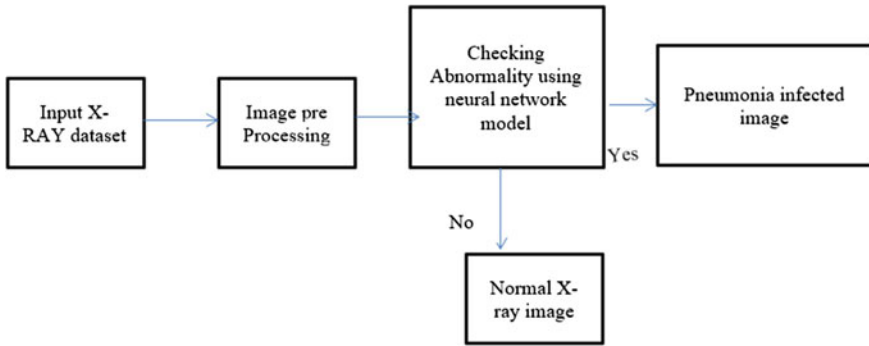 Input X-
RAY dataset
Image pre
Processing
Checking
Abnormality using
neural network
model
Yes
Pneumonia infected
image
No
Normal X-
ray image